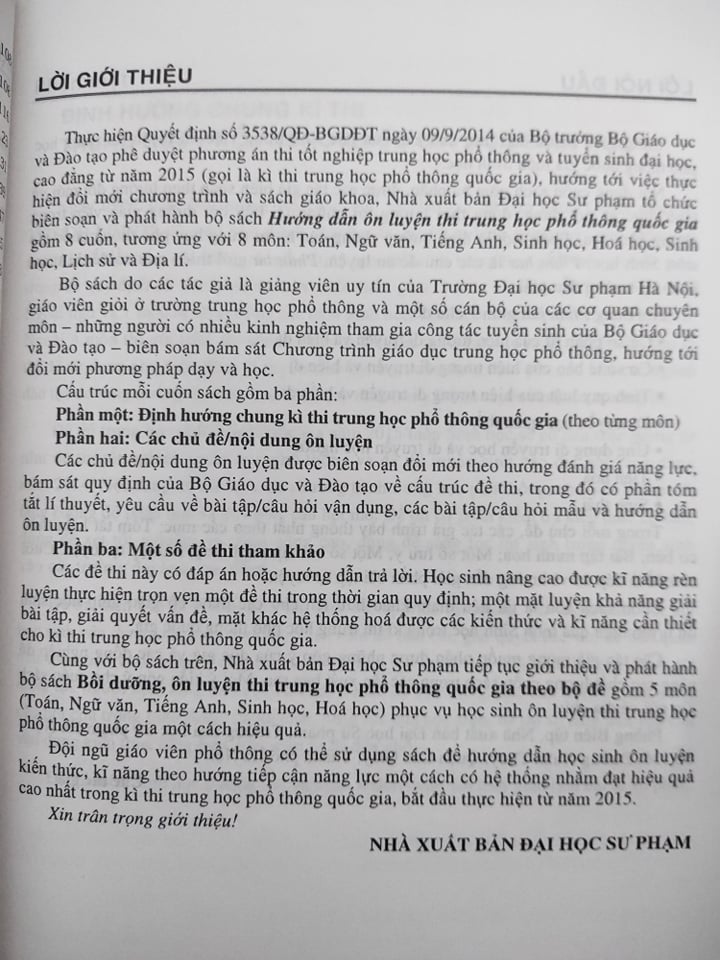 LỜI GIỚI THIỆU
Thực hiện Quyết định số 3538/QĐ-BGDĐT ngày 09/9/2014 của Bộ trưởng Bộ Giáo dục
và Đào tạo phê duyệt phương án thi tốt nghiệp trung học phổ thông và tuyển sinh đại học,
cao đẳng từ năm 2015 (gọi là kì thi trung học phổ thông quốc gia), hướng tới việc thực
hiện đổi mới chương trình và sách giáo khoa, Nhà xuất bản Đại học Sư phạm tổ chức
biên soạn và phát hành bộ sách Hướng dẫn ôn luyện thi trung học phổ thông quốc gia
gồm 8 cuốn, tương ứng với 8 môn: Toán, Ngữ văn, Tiếng Anh, Sinh học, Hoá học, Sinh
học, Lịch sử và Địa lí.
Bộ sách do các tác giả là giảng viên uy tín của Trường Đại học Sư phạm Hà Nội,
giáo viên giỏi ở trường trung học phổ thông và một số cán bộ của các cơ quan chuyên
môn – những người có nhiều kinh nghiệm tham gia công tác tuyển sinh của Bộ Giáo dục
và Đào tạo – biên soạn bám sát Chương trình giáo dục trung học phổ thông, hướng tới
đổi mới phương pháp dạy và học.
Cấu trúc mỗi cuốn sách gồm ba phần:
Phần một: Định hướng chung kì thi trung học phổ thông quốc gia (theo từng môn)
Phần hai: Các chủ đề/nội dung ôn luyện
Các chủ đề/nội dung ôn luyện được biên soạn đổi mới theo hướng đánh giá năng lực,
bám sát quy định của Bộ Giáo dục và Đào tạo về cấu trúc đề thi, trong đó có phần tóm
tắt lí thuyết, yêu cầu về bài tập/câu hỏi vận dụng, các bài tập/câu hỏi mẫu và hướng dẫn
ôn luyện.
Phần ba: Một số đề thi tham khảo
Các đề thi này có đáp án hoặc hướng dẫn trả lời. Học sinh nâng cao được kĩ năng rèn
luyện thực hiện trọn vẹn một đề thi trong thời gian quy định; một mặt luyện khả năng giải
bài tập, giải quyết vấn đề, mặt khác hệ thống hoá được các kiến thức và kĩ năng cần thiết
cho kì thi trung học phổ thông quốc gia.
Cùng với bộ sách trên, Nhà xuất bản Đại học Sư phạm tiếp tục giới thiệu và phát hành
bộ sách Bồi dưỡng, ôn luyện thi trung học phổ thông quốc gia theo bộ đề gồm 5 môn
(Toán, Ngữ văn, Tiếng Anh, Sinh học, Hoá học) phục vụ học sinh ôn luyện thi trung học
phổ thông quốc gia một cách hiệu quả.
Đội ngũ giáo viên phổ thông có thể sử dụng sách để hướng dẫn học sinh ôn luyện
kiến thức, kĩ năng theo hướng tiếp cận năng lực một cách có hệ thống nhằm đạt hiệu quả
cao nhất trong kì thi trung học phổ thông quốc gia, bắt đầu thực hiện từ năm 2015.
Xin trân trọng giới thiệu!
NHÀ XUẤT BẢN ĐẠI HỌC SƯ PHẠM